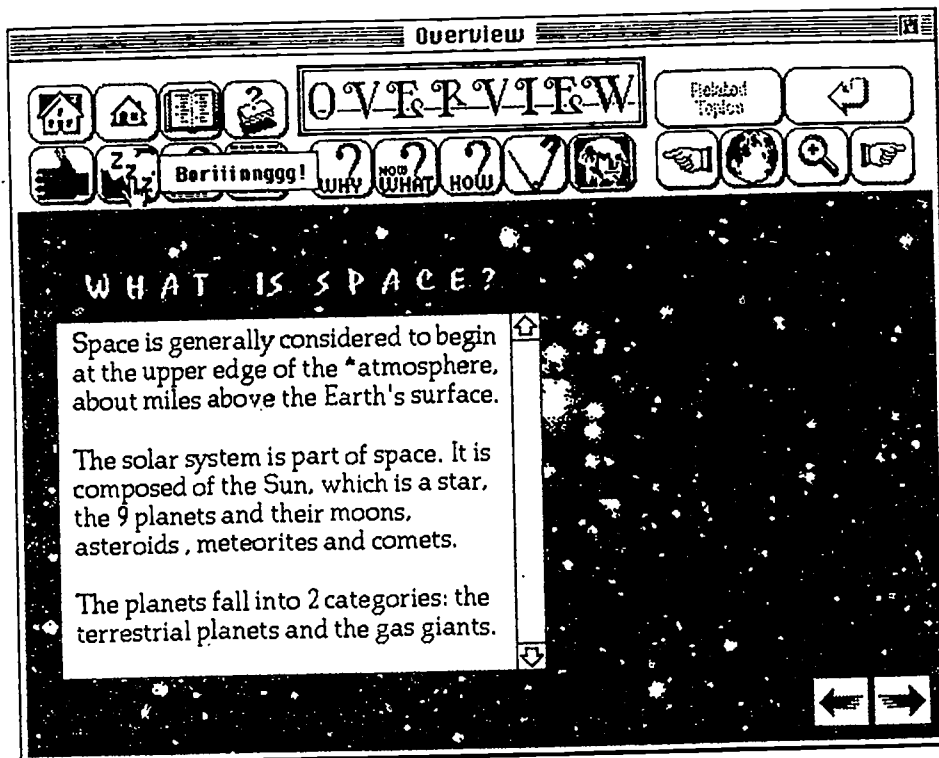 Overview
OVERVIEW
Related
Topics
?
z z z z
Boriiinnggg!
? WHY
? NOW WHAT
? HOW
?
WHAT IS SPACE?
Space is generally considered to begin
at the upper edge of the *atmosphere,
about miles above the Earth's surface.
The solar system is part of space. It is
composed of the Sun, which is a star,
the 9 planets and their moons,
asteroids , meteorites and comets.
The planets fall into 2 categories: the
terrestrial planets and the gas giants.